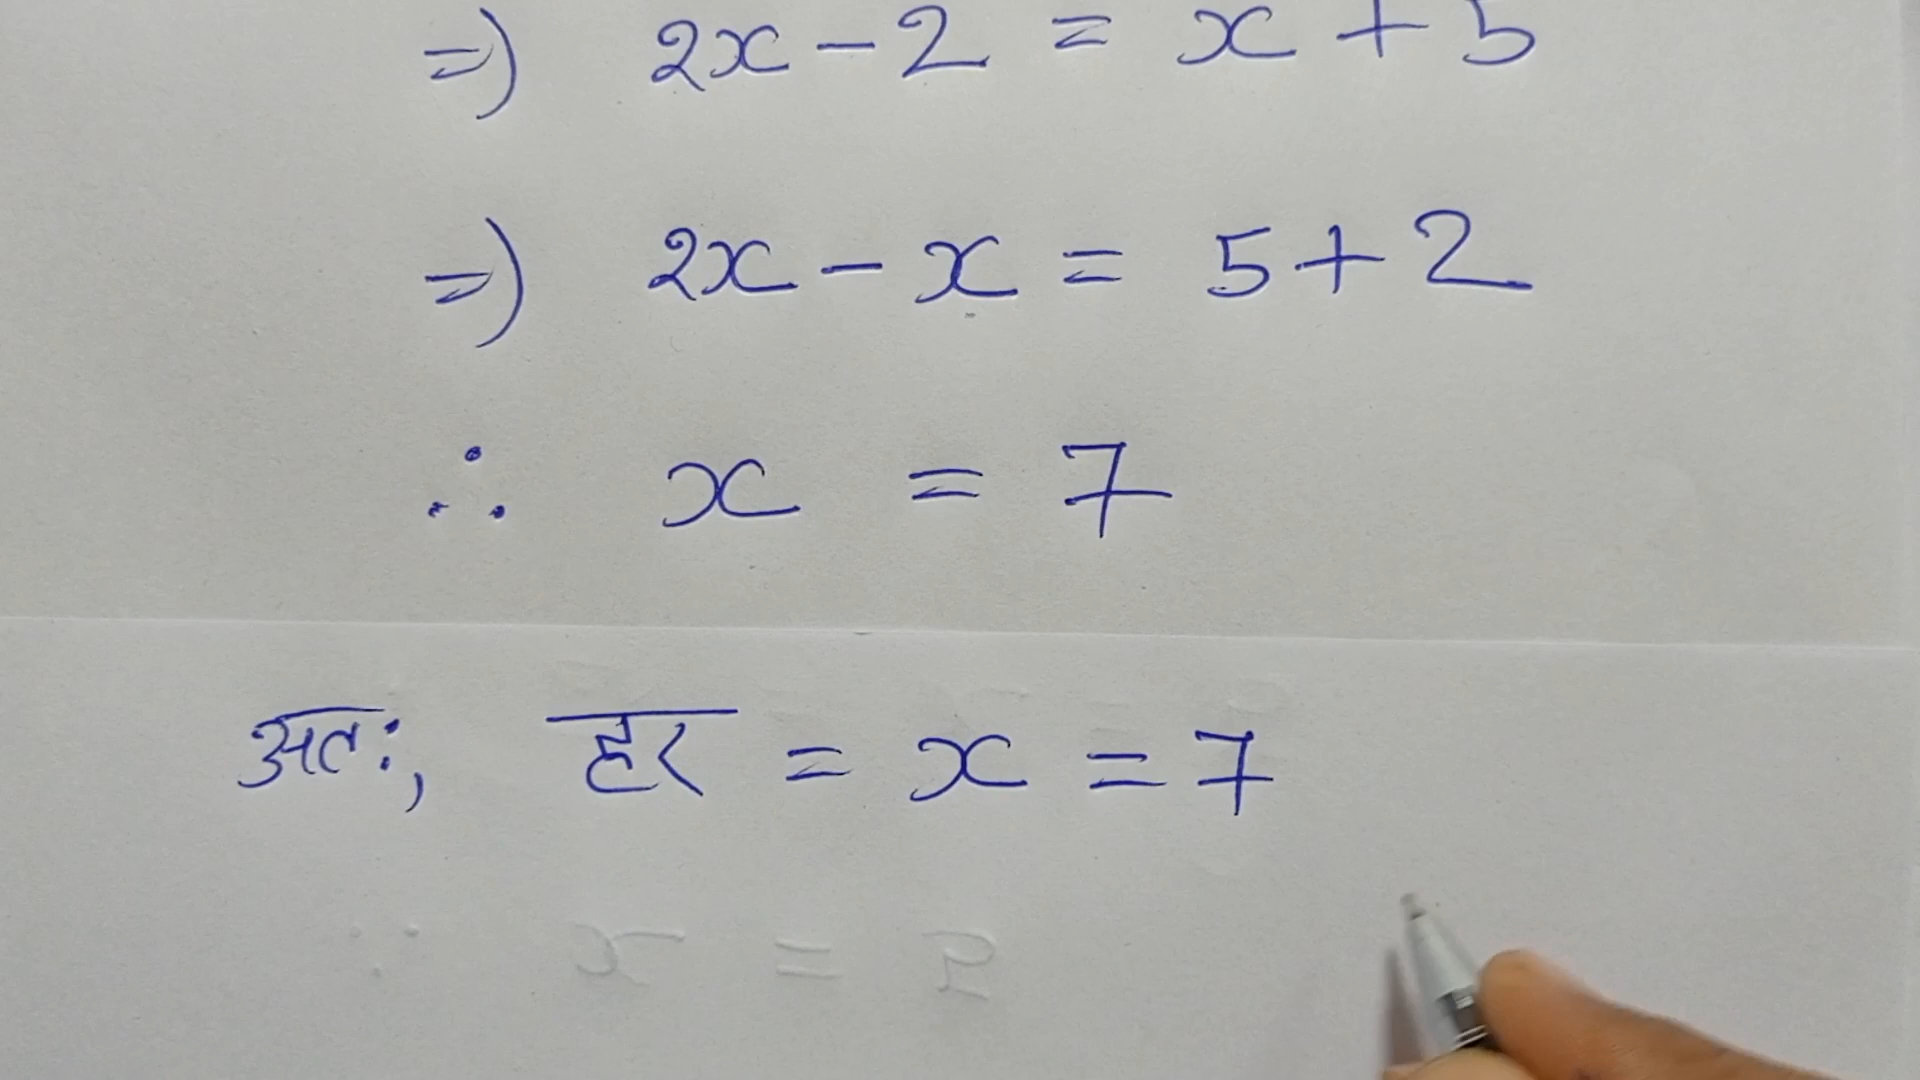 =) 2x - 2 = x + 5
=) 2x - x = 5 + 2
∴ x = 7
अतः, हर = x = 7